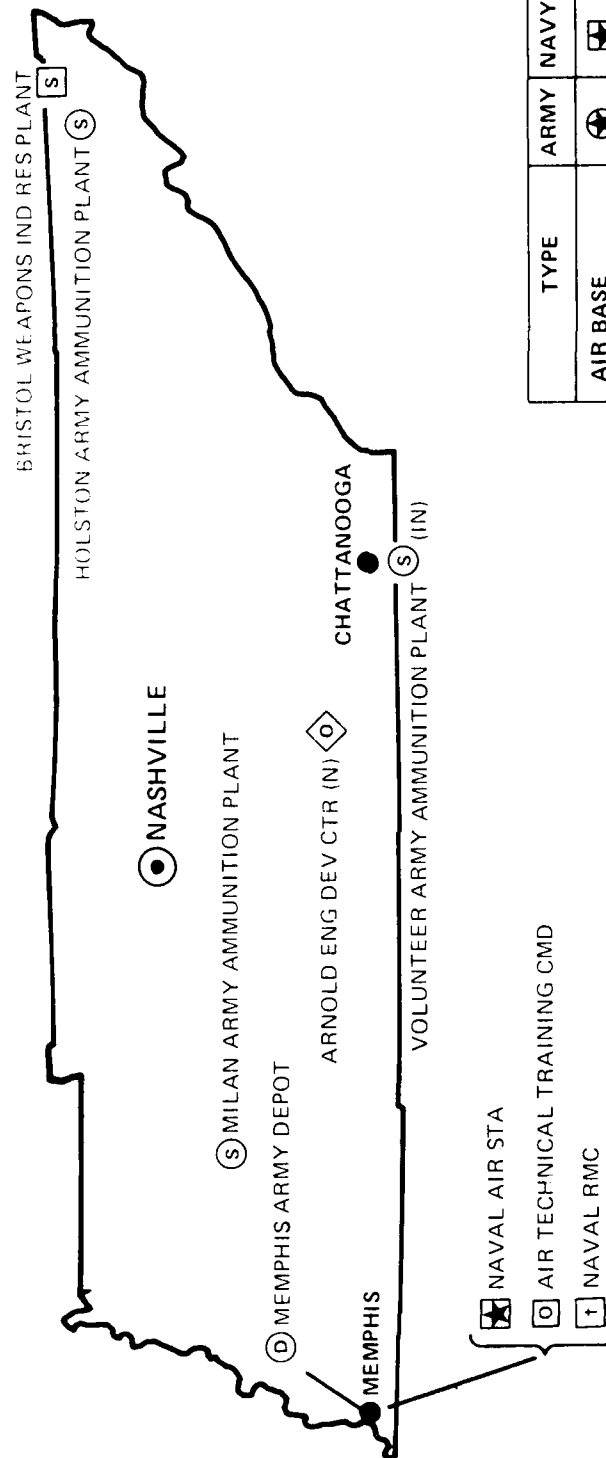 BRISTOL WEAPONS IND RES PLANT
S
HOLSTON ARMY AMMUNITION PLANT S
NASHVILLE
S MILAN ARMY AMMUNITION PLANT
D MEMPHIS ARMY DEPOT
ARNOLD ENG DEV CTR (N) O
CHATTANOOGA
S (IN)
VOLUNTEER ARMY AMMUNITION PLANT
MEMPHIS
NAVAL AIR STA
O AIR TECHNICAL TRAINING CMD
† NAVAL RMC
TYPE ARMY NAVY
AIR BASE